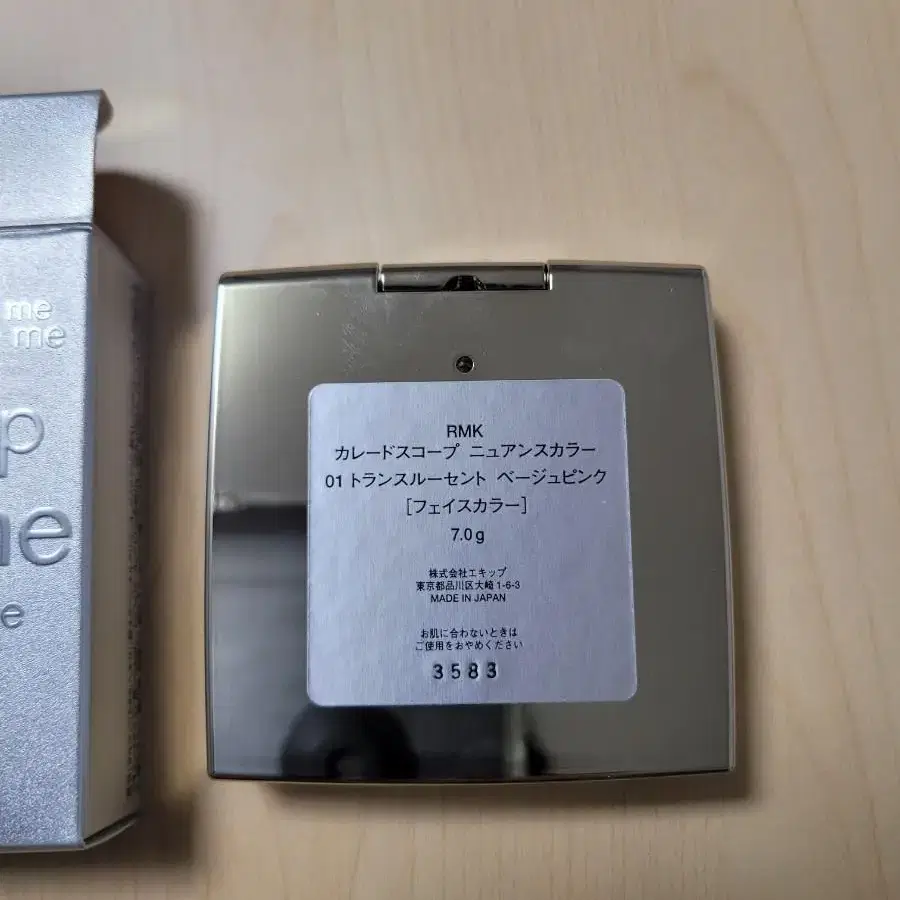 me
me
p
ne
e
RMK
カレードスコープ ニュアンスカラー
01 トランスルーセント ベージュピンク
[フェイスカラー]
7.0g
株式会社エキップ
東京都品川区大崎1-6-3
MADE IN JAPAN
お肌に合わないときは
ご使用をおやめください
3583